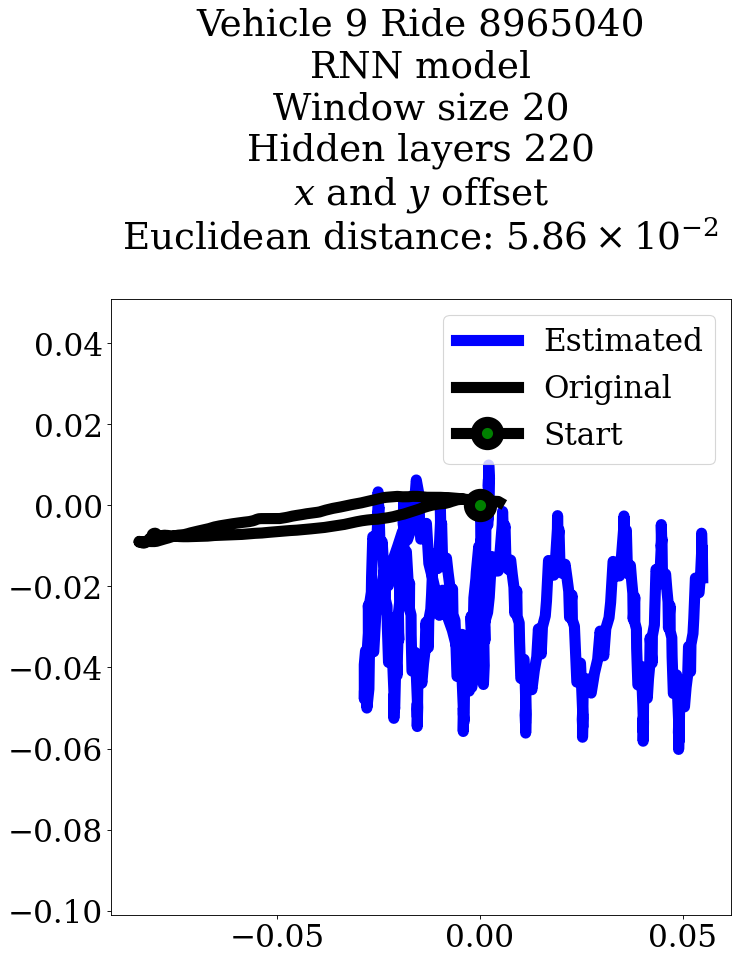 Vehicle 9 Ride 8965040
RNN model
Window size 20
Hidden layers 220
x and y offset
Euclidean distance: 5.86 × 10⁻²
Estimated
Original
Start
0.04
0.02
0.00
−0.02
−0.04
−0.06
−0.08
−0.10
−0.05 0.00 0.05